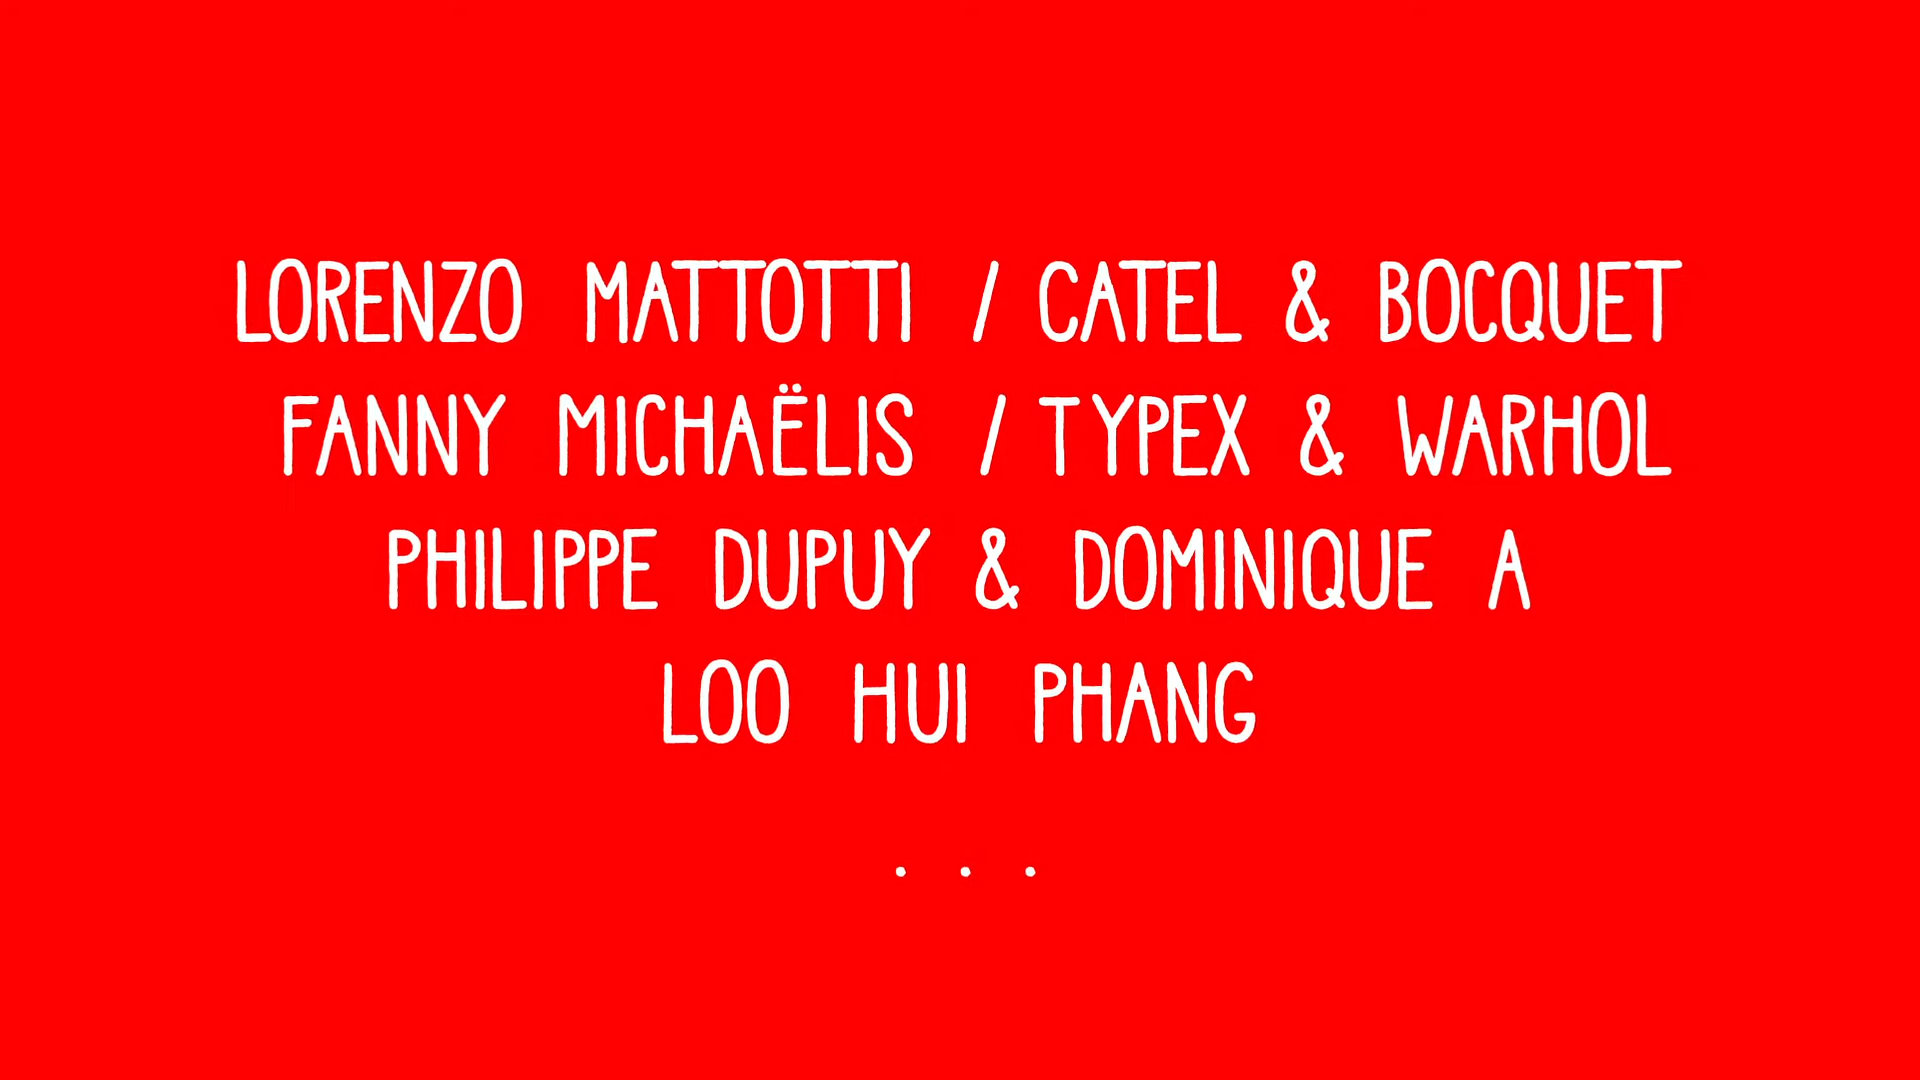 LORENZO MATTOTTI / CATEL & BOCQUET
FANNY MICHAËLIS / TYPEX & WARHOL
PHILIPPE DUPUY & DOMINIQUE A
LOO HUI PHANG
. . .